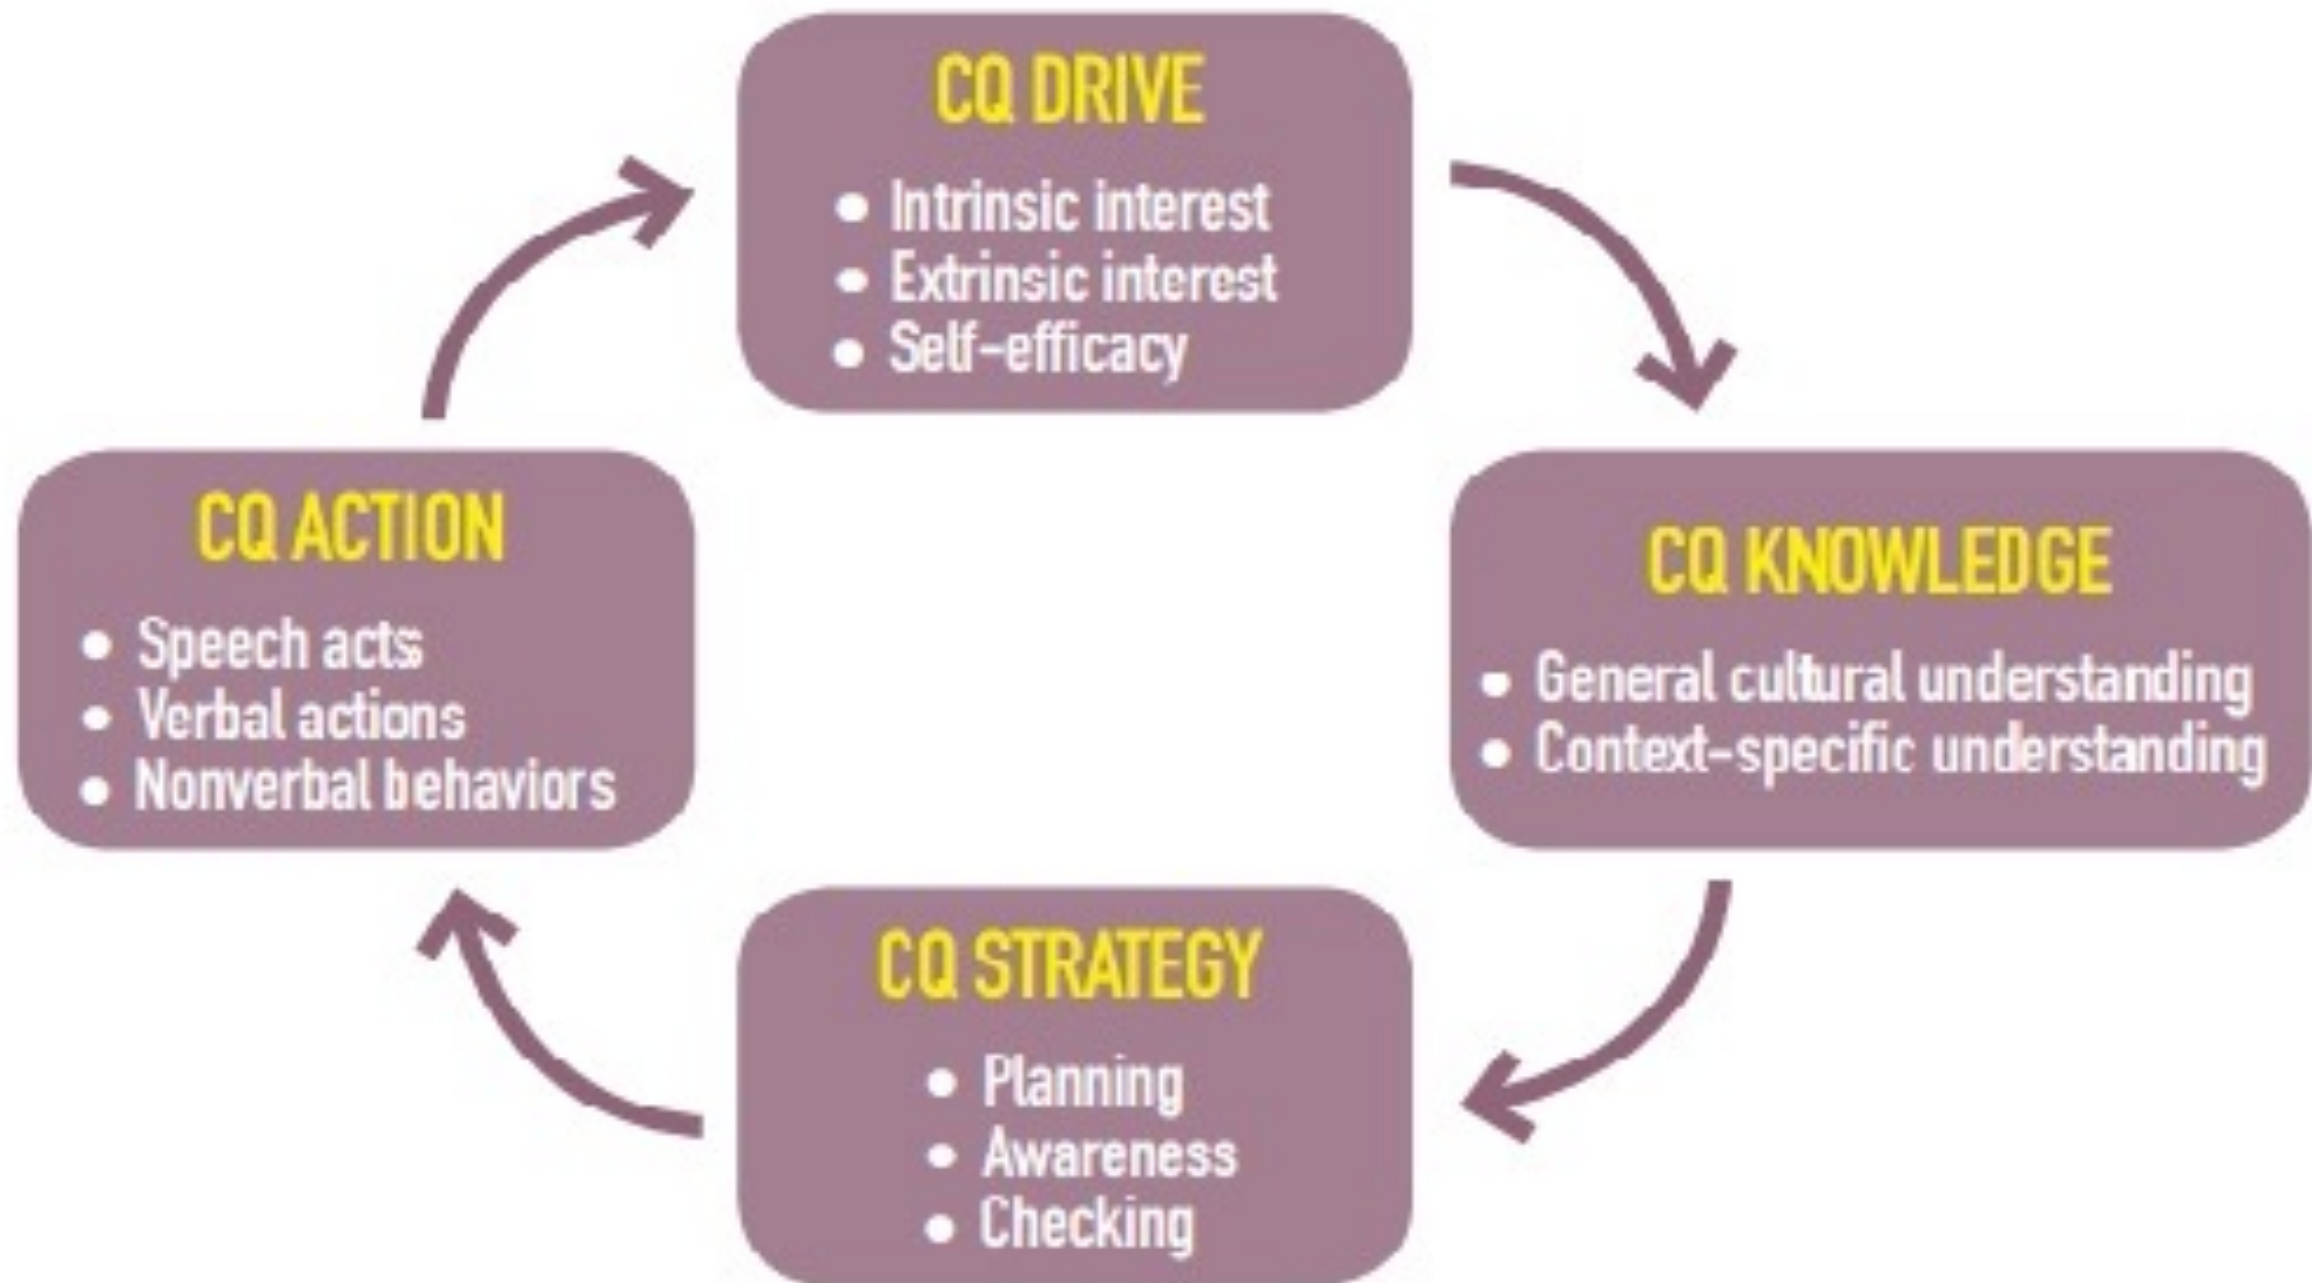 CQ DRIVE
• Intrinsic interest
• Extrinsic interest
• Self-efficacy
CQ KNOWLEDGE
• General cultural understanding
• Context-specific understanding
CQ STRATEGY
• Planning
• Awareness
• Checking
CQ ACTION
• Speech acts
• Verbal actions
• Nonverbal behaviors